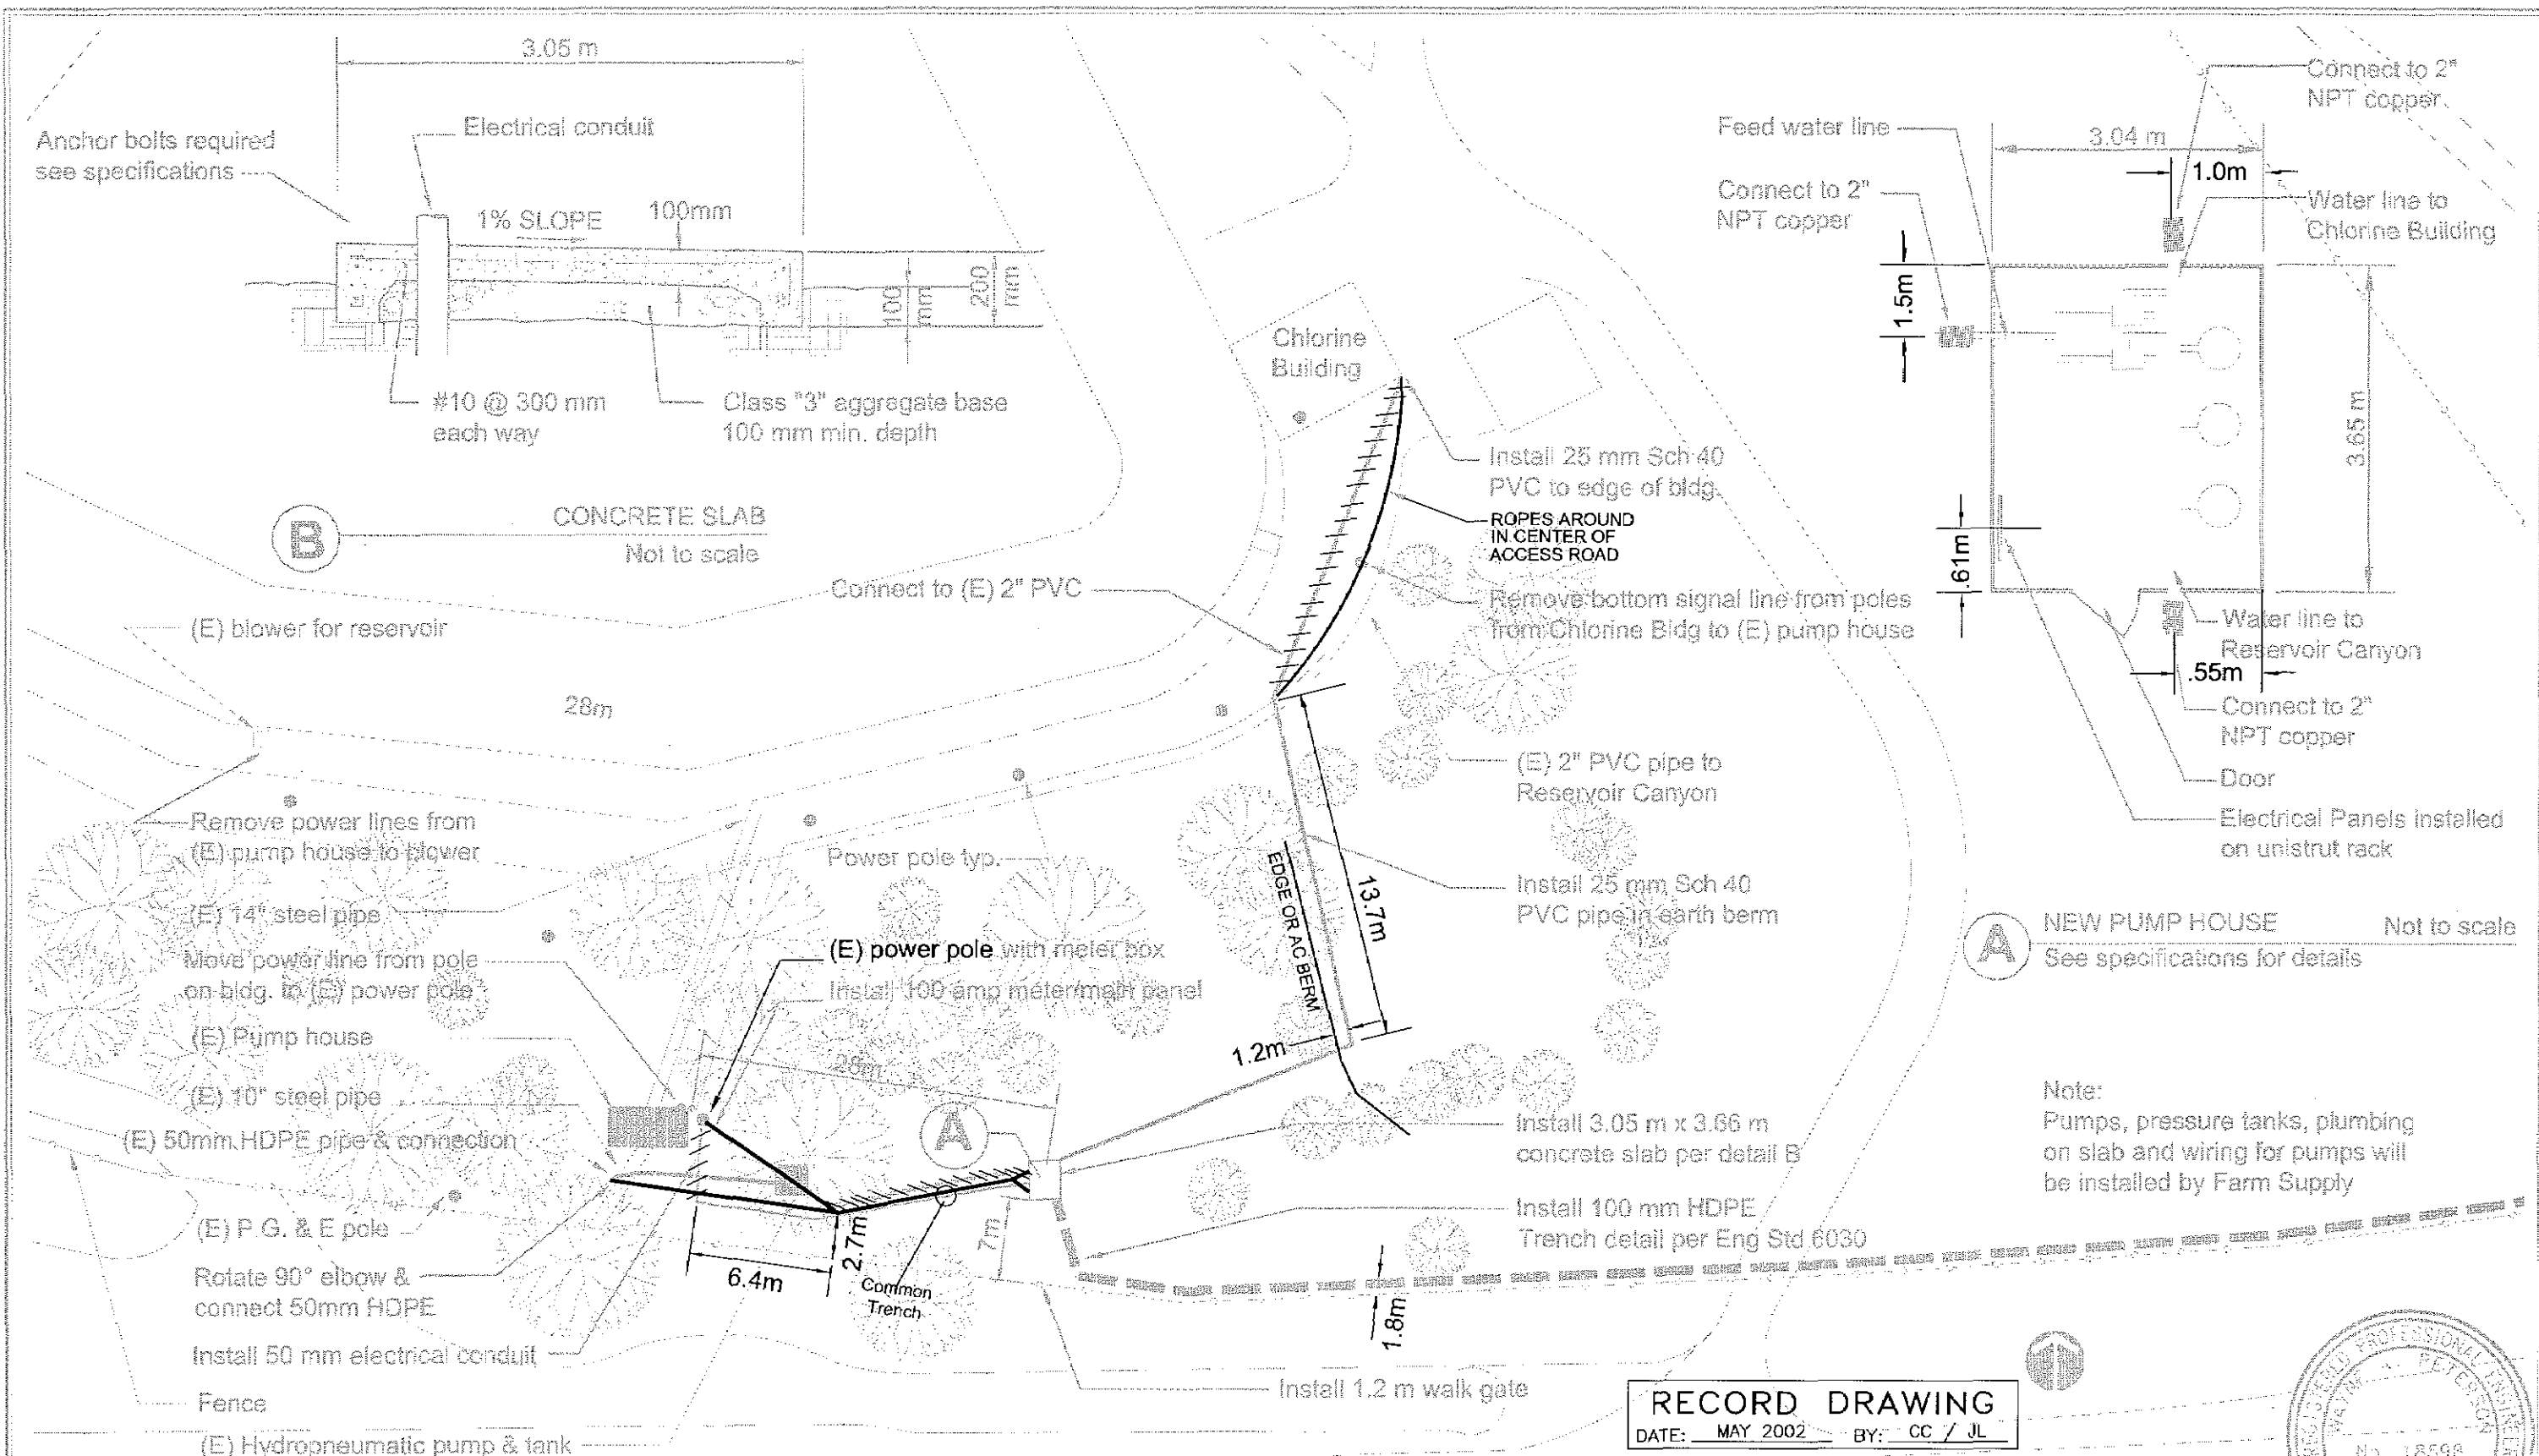 3.05 m
Anchor bolts required
see specifications
Electrical conduit
1% SLOPE
100mm
100 mm
200 mm
#10 @ 300 mm
each way
Class "3" aggregate base
100 mm min. depth
B
CONCRETE SLAB
Not to scale
Connect to 2"
NPT copper
Feed water line
3.04 m
1.0m
Connect to 2"
NPT copper
Water line to
Chlorine Building
1.5m
3.65 m
.61m
Water line to
Reservoir Canyon
.55m
Connect to 2"
NPT copper
Door
Electrical Panels installed
on unistrut rack
A
NEW PUMP HOUSE
Not to scale
See specifications for details
Chlorine
Building
Install 25 mm Sch 40
PVC to edge of bldg.
ROPES AROUND
IN CENTER OF
ACCESS ROAD
Connect to (E) 2" PVC
Remove bottom signal line from poles
from Chlorine Bldg to (E) pump house
(E) blower for reservoir
28m
(E) 2" PVC pipe to
Reservoir Canyon
Remove power lines from
(E) pump house to blower
Power pole typ.
EDGE OR AC BERM
13.7m
Install 25 mm Sch 40
PVC pipe in earth berm
(E) 14" steel pipe
(E) power pole with meter box
Move power line from pole
on bldg. to (E) power pole
Install 100 amp meter/main panel
(E) Pump house
1.2m
28m
(E) 10" steel pipe
(E) 50mm HDPE pipe & connection
A
Install 3.05 m x 3.66 m
concrete slab per detail B
Note:
Pumps, pressure tanks, plumbing
on slab and wiring for pumps will
be installed by Farm Supply
(E) P.G. & E pole
7m
Install 100 mm HDPE
Trench detail per Eng Std 6030
Rotate 90° elbow &
connect 50mm HDPE
6.4m
2.7m
Common
Trench
1.8m
Install 50 mm electrical conduit
Install 1.2 m walk gate
Fence
(E) Hydropneumatic pump & tank
RECORD DRAWING
DATE: MAY 2002 BY: CC / JL
PROFESSIONAL
PETERSON